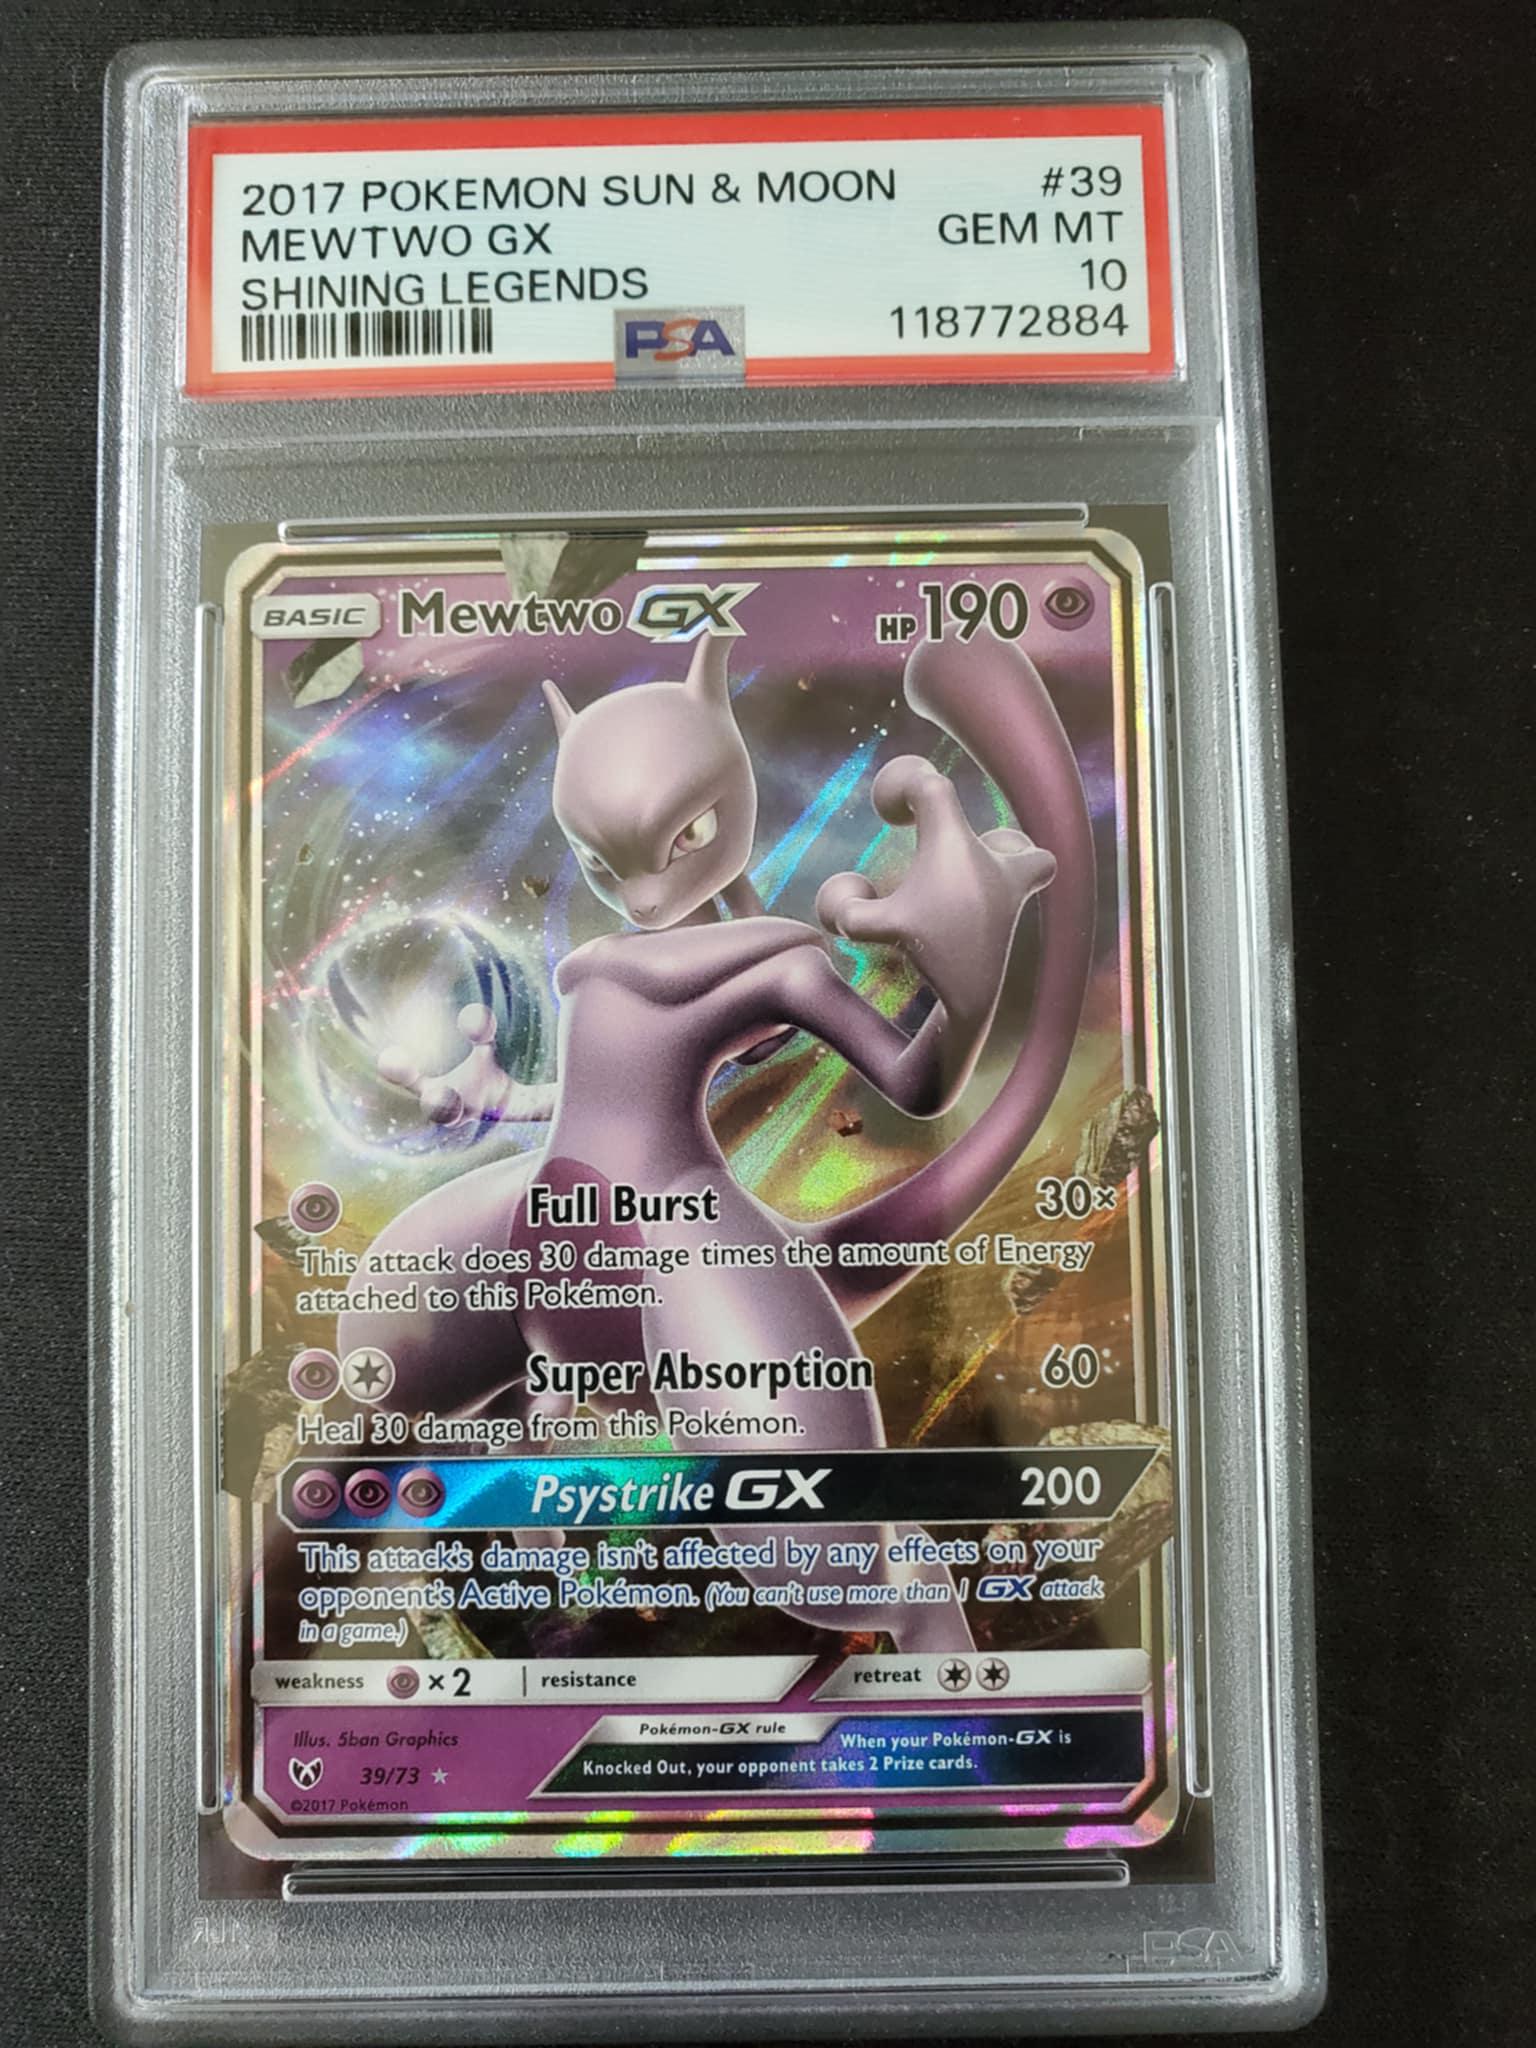 2017 POKEMON SUN & MOON #39
MEWTWO GX GEM MT
SHINING LEGENDS 10
PSA 118772884
BASIC Mewtwo GX HP 190
Full Burst 30×
This attack does 30 damage times the amount of Energy
attached to this Pokémon.
Super Absorption 60
Heal 30 damage from this Pokémon.
Psystrike GX 200
This attack's damage isn't affected by any effects on your
opponent's Active Pokémon. (You can't use more than 1 GX attack
in a game.)
weakness ×2 resistance retreat
Illus. 5ban Graphics
Pokémon-GX rule When your Pokémon-GX is
Knocked Out, your opponent takes 2 Prize cards.
39/73
©2017 Pokémon
PSA